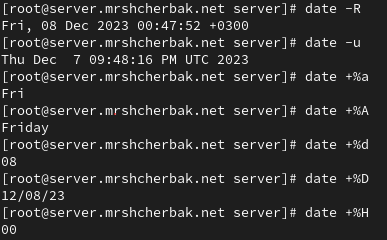 [root@server.mrshcherbak.net server]# date -R
Fri, 08 Dec 2023 00:47:52 +0300
[root@server.mrshcherbak.net server]# date -u
Thu Dec  7 09:48:16 PM UTC 2023
[root@server.mrshcherbak.net server]# date +%a
Fri
[root@server.mrshcherbak.net server]# date +%A
Friday
[root@server.mrshcherbak.net server]# date +%d
08
[root@server.mrshcherbak.net server]# date +%D
12/08/23
[root@server.mrshcherbak.net server]# date +%H
00